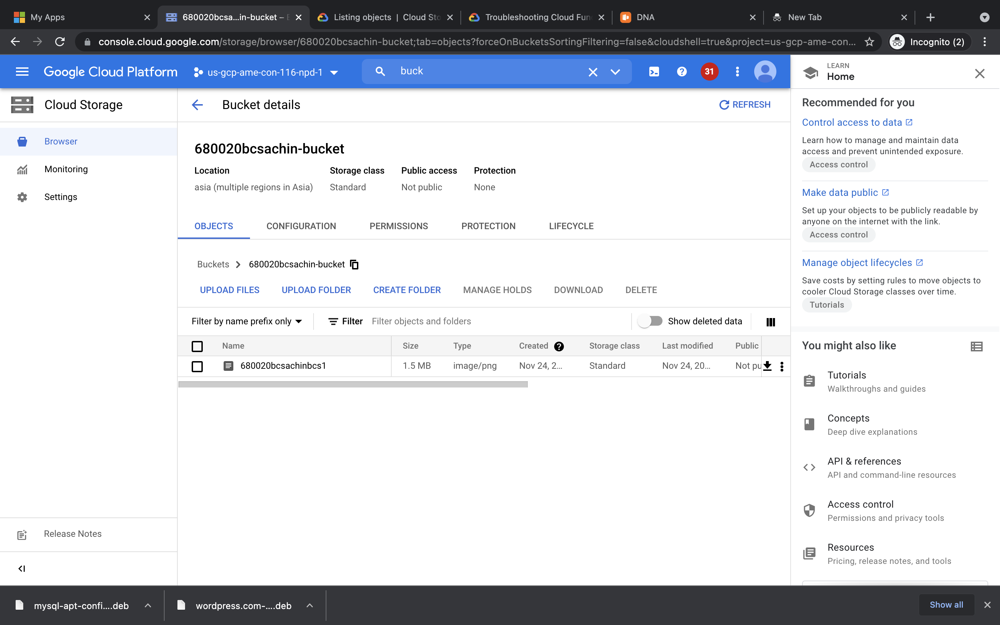 My Apps
680020bcsa...in-bucket –
Listing objects | Cloud Sto
Troubleshooting Cloud Fun
DNA
New Tab
console.cloud.google.com/storage/browser/680020bcsachin-bucket;tab=objects?forceOnBucketsSortingFiltering=false&cloudshell=true&project=us-gcp-ame-con...
Incognito (2)
Google Cloud Platform
us-gcp-ame-con-116-npd-1
buck
31
LEARN
Home
Cloud Storage
Browser
Monitoring
Settings
Release Notes
Bucket details
REFRESH
680020bcsachin-bucket
Location Storage class Public access Protection
asia (multiple regions in Asia) Standard Not public None
OBJECTS CONFIGURATION PERMISSIONS PROTECTION LIFECYCLE
Buckets 680020bcsachin-bucket
UPLOAD FILES UPLOAD FOLDER CREATE FOLDER MANAGE HOLDS DOWNLOAD DELETE
Filter by name prefix only Filter Filter objects and folders Show deleted data
Name Size Type Created Storage class Last modified Public
680020bcsachinbcs1 1.5 MB image/png Nov 24, 2... Standard Nov 24, 20... Not pu
Recommended for you
Control access to data
Learn how to manage and maintain data
access and prevent unintended exposure.
Access control
Make data public
Set up your objects to be publicly readable by
anyone on the internet with the link.
Access control
Manage object lifecycles
Save costs by setting rules to move objects to
cooler Cloud Storage classes over time.
Tutorials
You might also like
Tutorials
Walkthroughs and guides
Concepts
Deep dive explanations
API & references
API and command-line resources
Access control
Permissions and privacy tools
Resources
Pricing, release notes, and tools
mysql-apt-confi....deb
wordpress.com-....deb
Show all